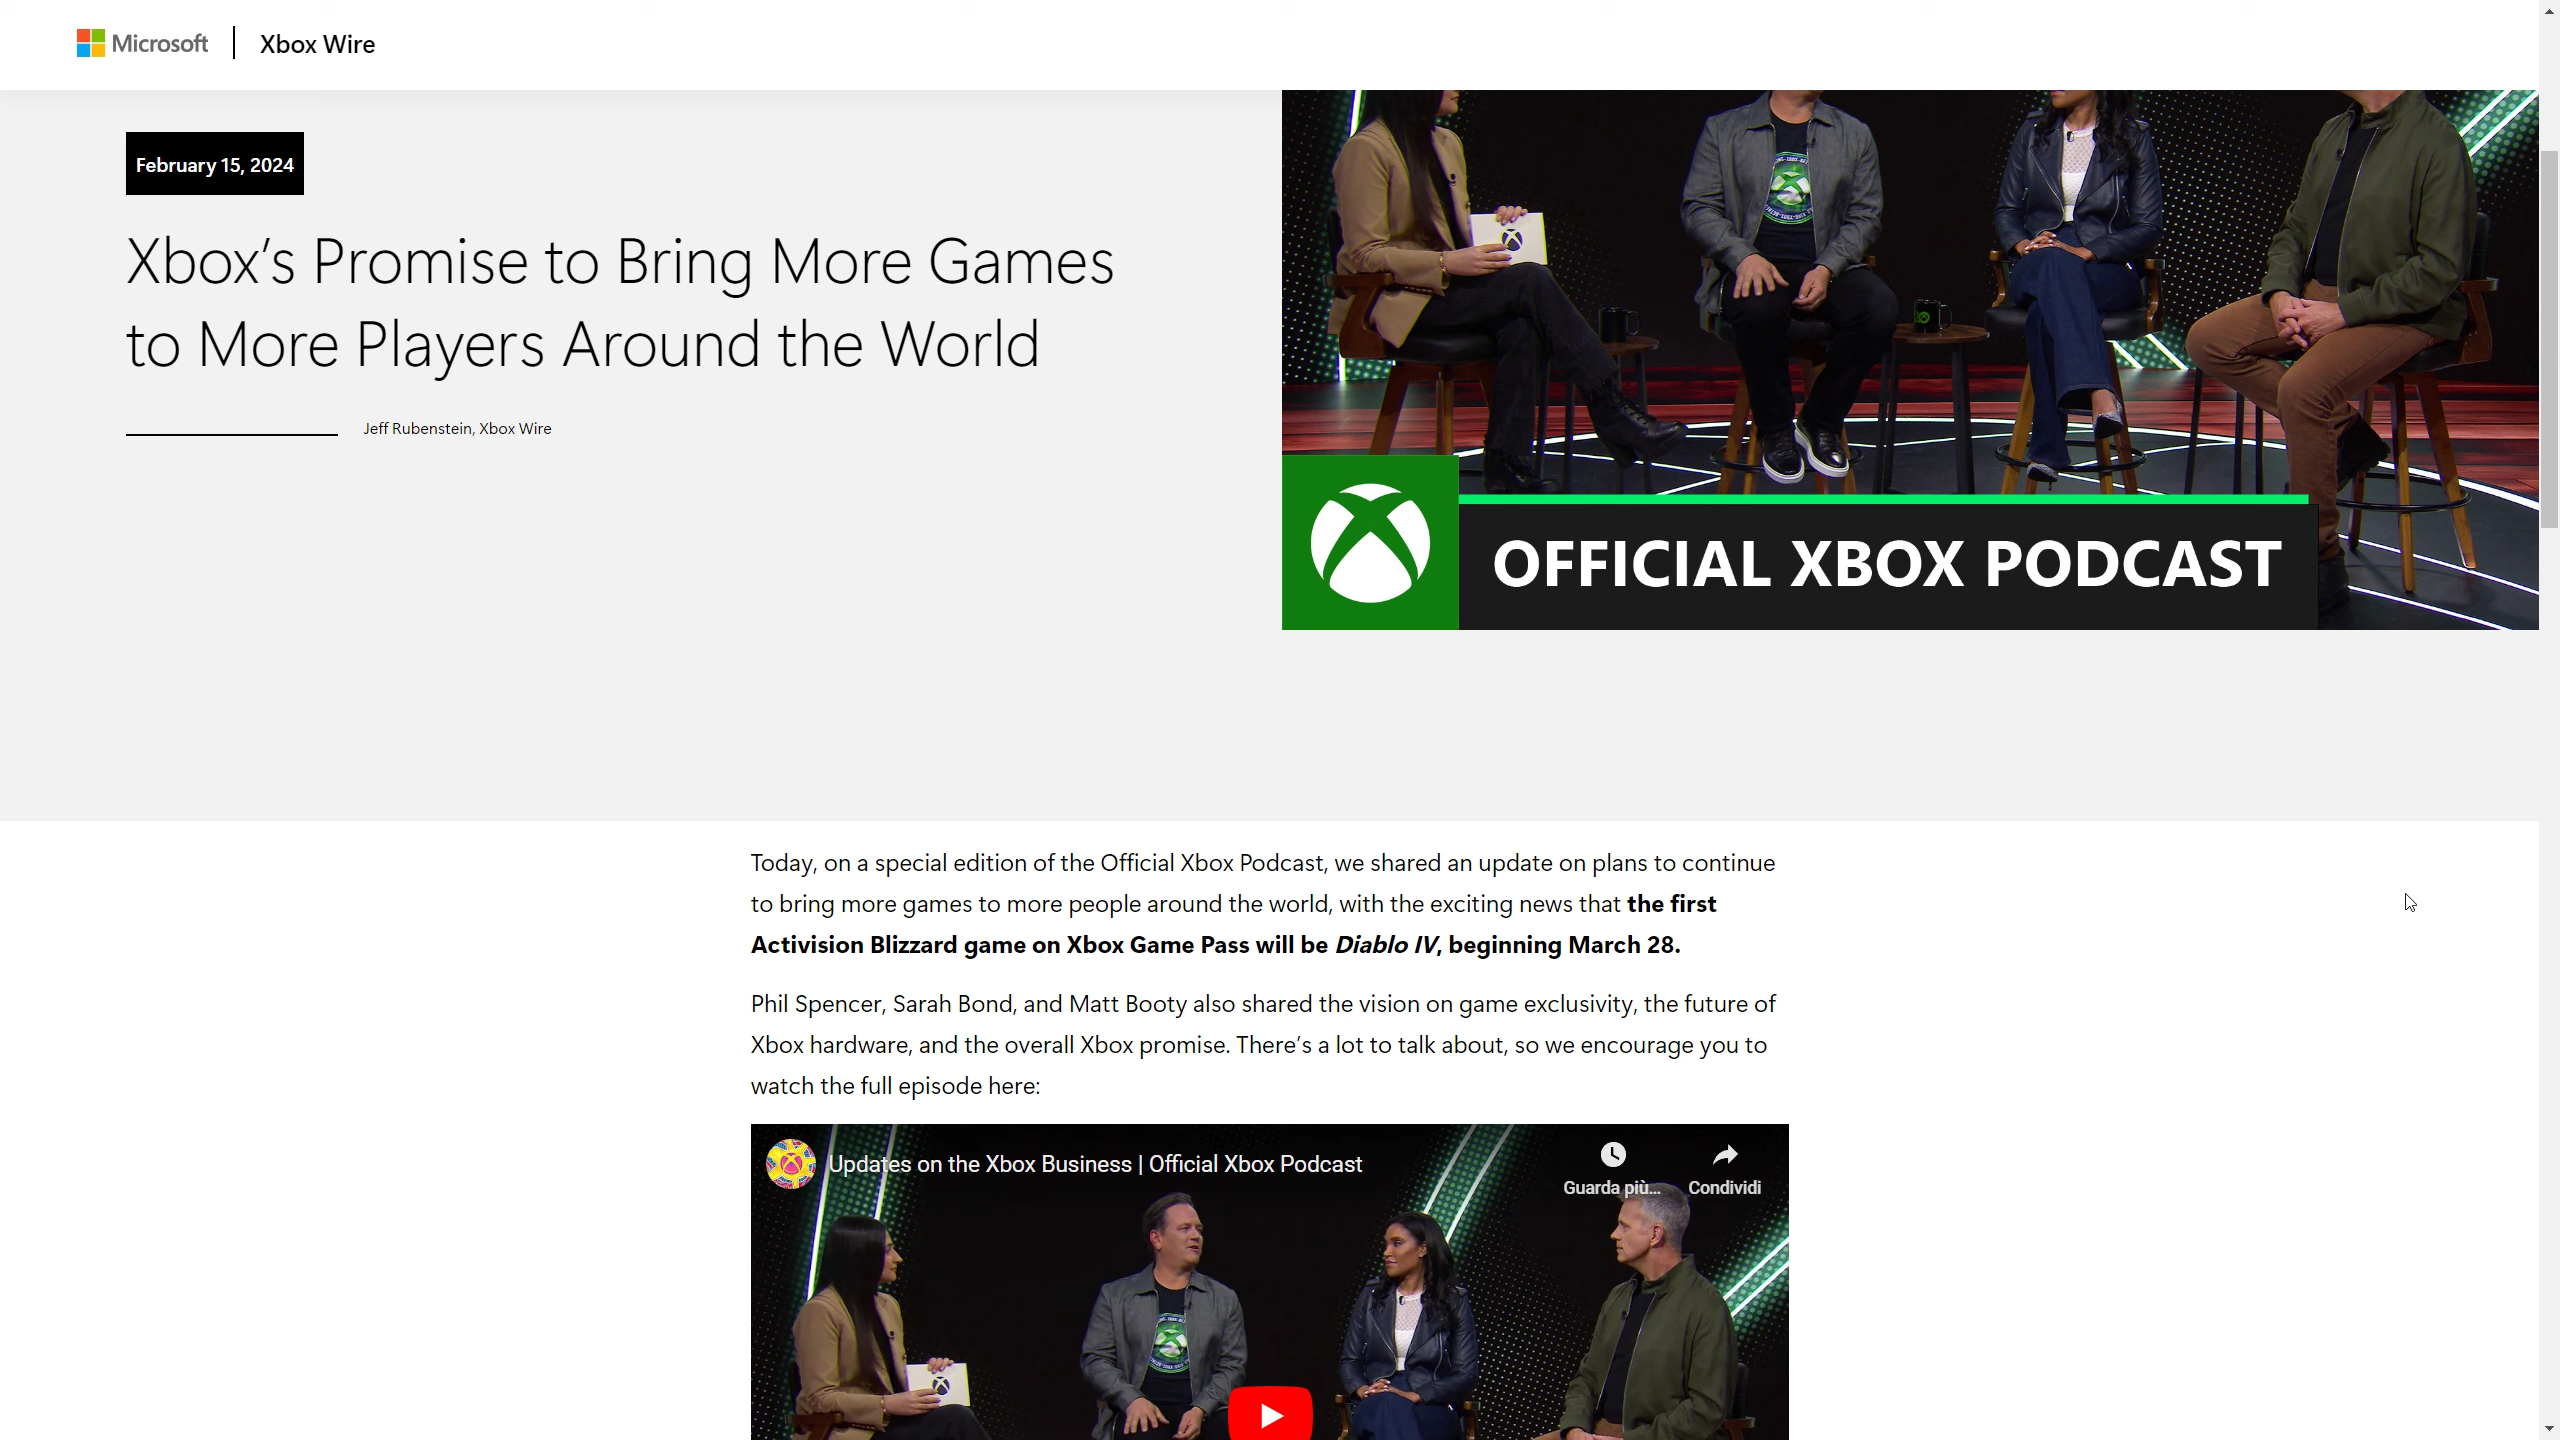 Microsoft
Xbox Wire
February 15, 2024
Xbox’s Promise to Bring More Games
to More Players Around the World
Jeff Rubenstein, Xbox Wire
OFFICIAL XBOX PODCAST
Today, on a special edition of the Official Xbox Podcast, we shared an update on plans to continue
to bring more games to more people around the world, with the exciting news that the first
Activision Blizzard game on Xbox Game Pass will be Diablo IV, beginning March 28.
Phil Spencer, Sarah Bond, and Matt Booty also shared the vision on game exclusivity, the future of
Xbox hardware, and the overall Xbox promise. There’s a lot to talk about, so we encourage you to
watch the full episode here:
Updates on the Xbox Business | Official Xbox Podcast
Guarda più...
Condividi